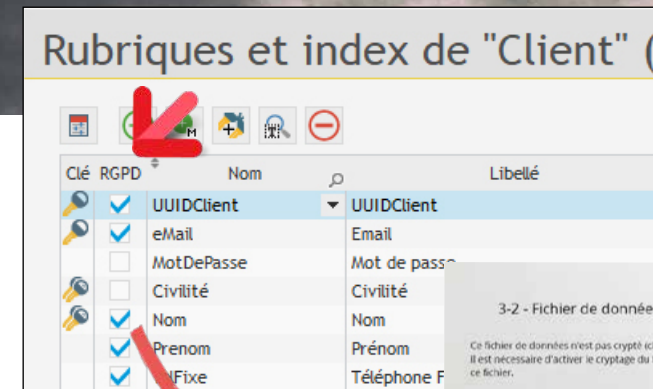 Rubriques et index de "Client" (
M
Clé RGPD Nom Libellé
UUIDClient UUIDClient
eMail Email
MotDePasse Mot de passe
Civilité Civilité
Nom Nom
Prenom Prénom
Fixe Téléphone F
3-2 - Fichier de donnée
Ce fichier de données n'est pas crypté
Il est nécessaire d'activer le cryptage du
ce fichier.